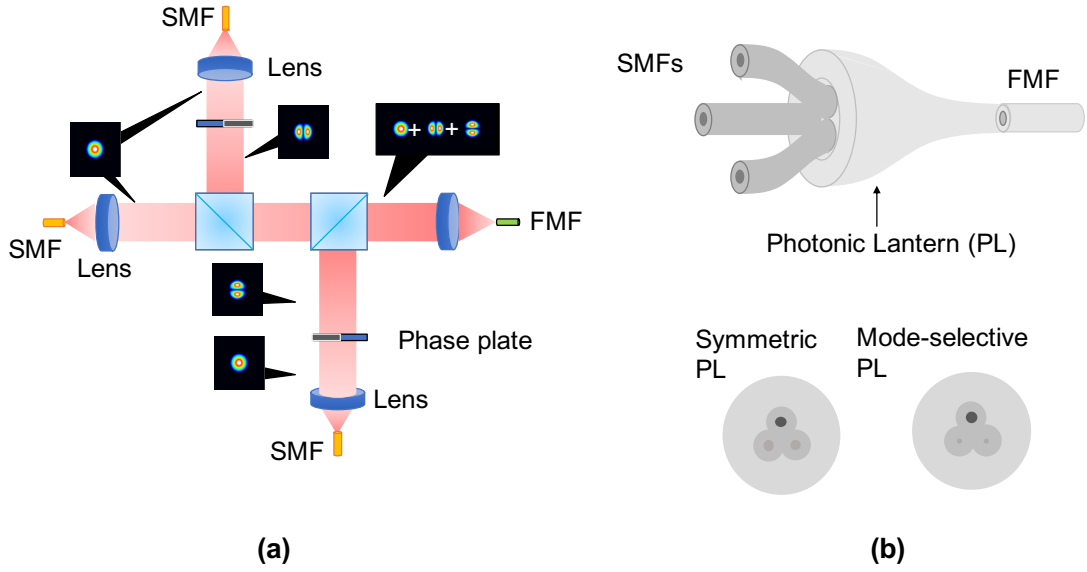 SMF
Lens
+
+
SMF
Lens
FMF
Phase plate
Lens
SMF
(a)
SMFs
FMF
Photonic Lantern (PL)
Symmetric
PL
Mode-selective
PL
(b)